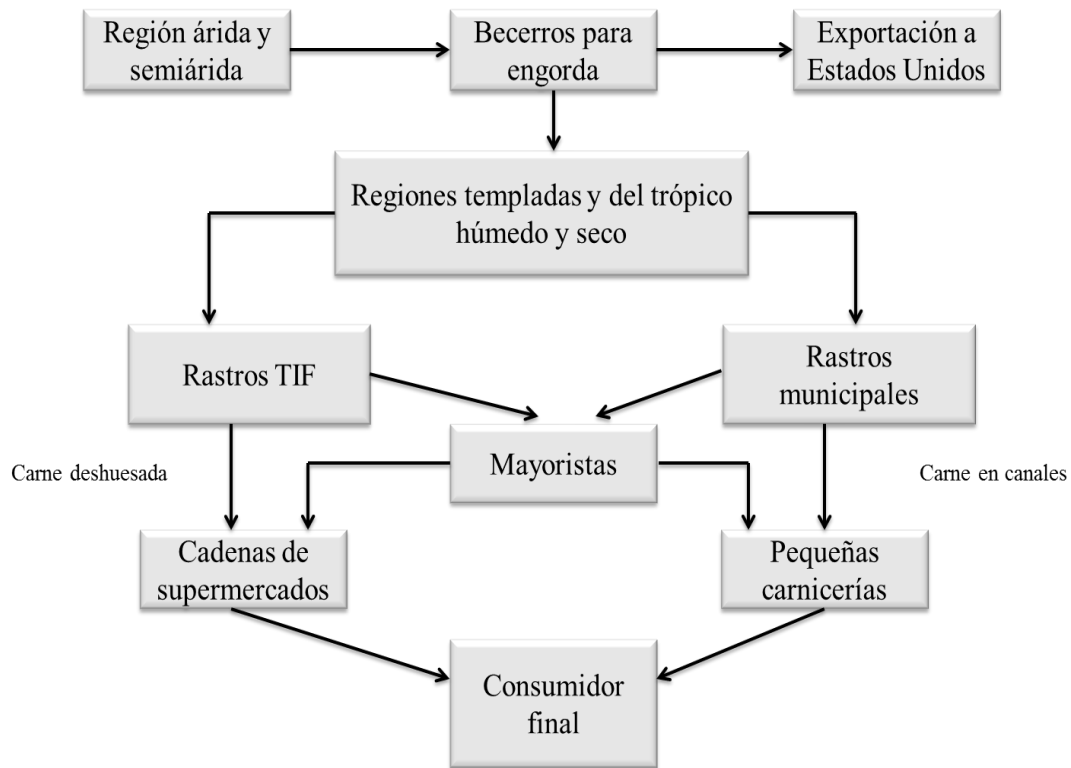 Región árida y
semiárida
Becerros para
engorda
Exportación a
Estados Unidos
Regiones templadas y del trópico
húmedo y seco
Rastros TIF
Rastros
municipales
Mayoristas
Carne deshuesada
Carne en canales
Cadenas de
supermercados
Pequeñas
carnicerías
Consumidor
final